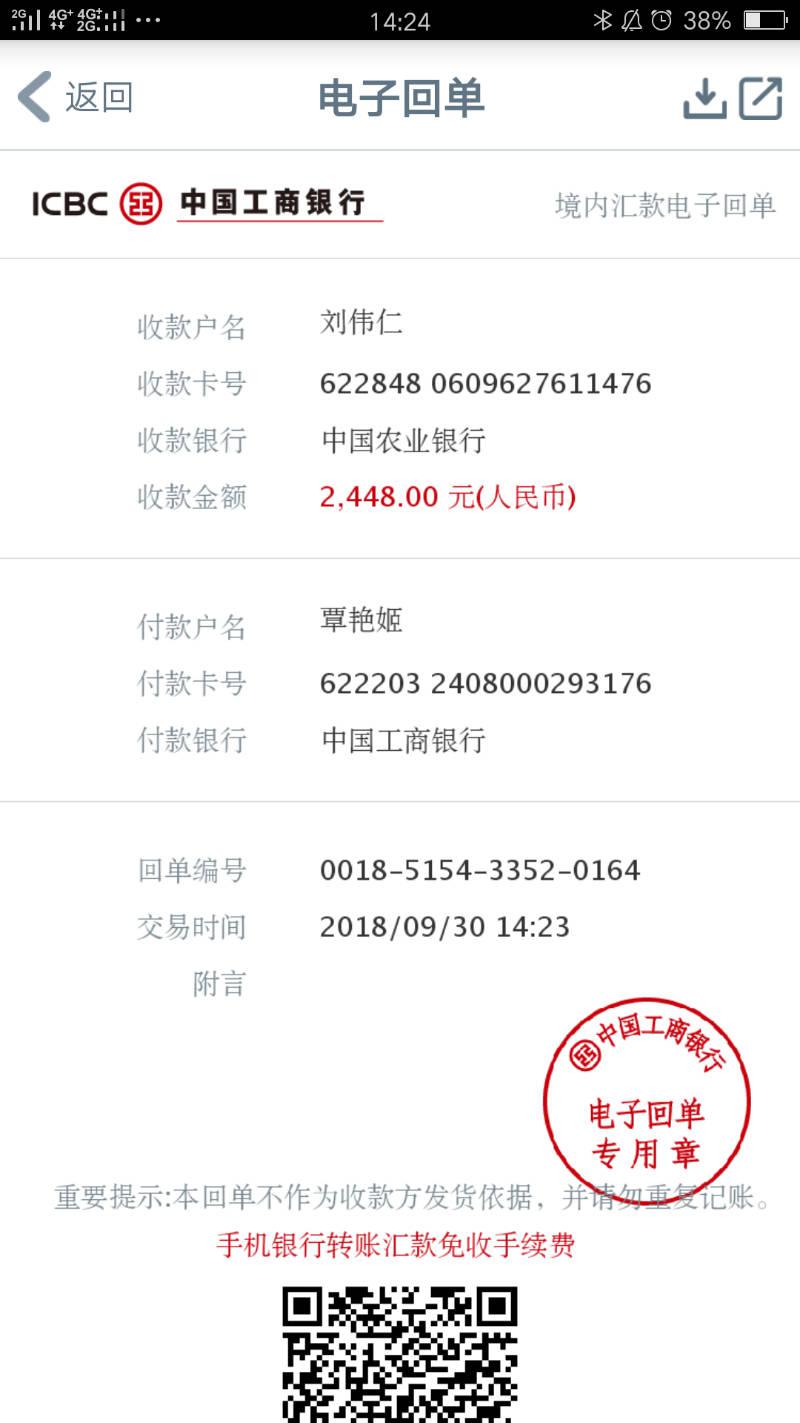 2G 4G+ 4G+ 2G ... 14:24 38%
返回 电子回单
ICBC 中国工商银行 境内汇款电子回单
收款户名 刘伟仁
收款卡号 622848 0609627611476
收款银行 中国农业银行
收款金额 2,448.00 元(人民币)
付款户名 覃艳姬
付款卡号 622203 2408000293176
付款银行 中国工商银行
回单编号 0018-5154-3352-0164
交易时间 2018/09/30 14:23
附言
中国工商银行
电子回单
专用章
重要提示:本回单不作为收款方发货依据，并请勿重复记账。
手机银行转账汇款免收手续费